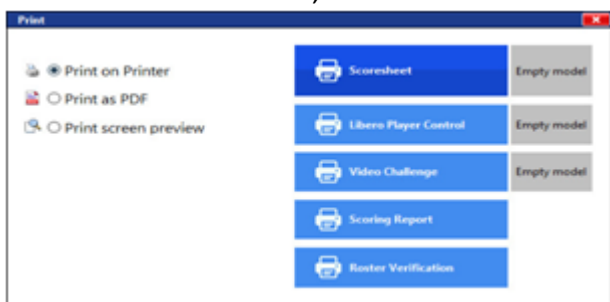 Print
Print on Printer
Print as PDF
Print screen preview
Scoresheet Empty model
Libero Player Control Empty model
Video Challenge Empty model
Scoring Report
Roster Verification